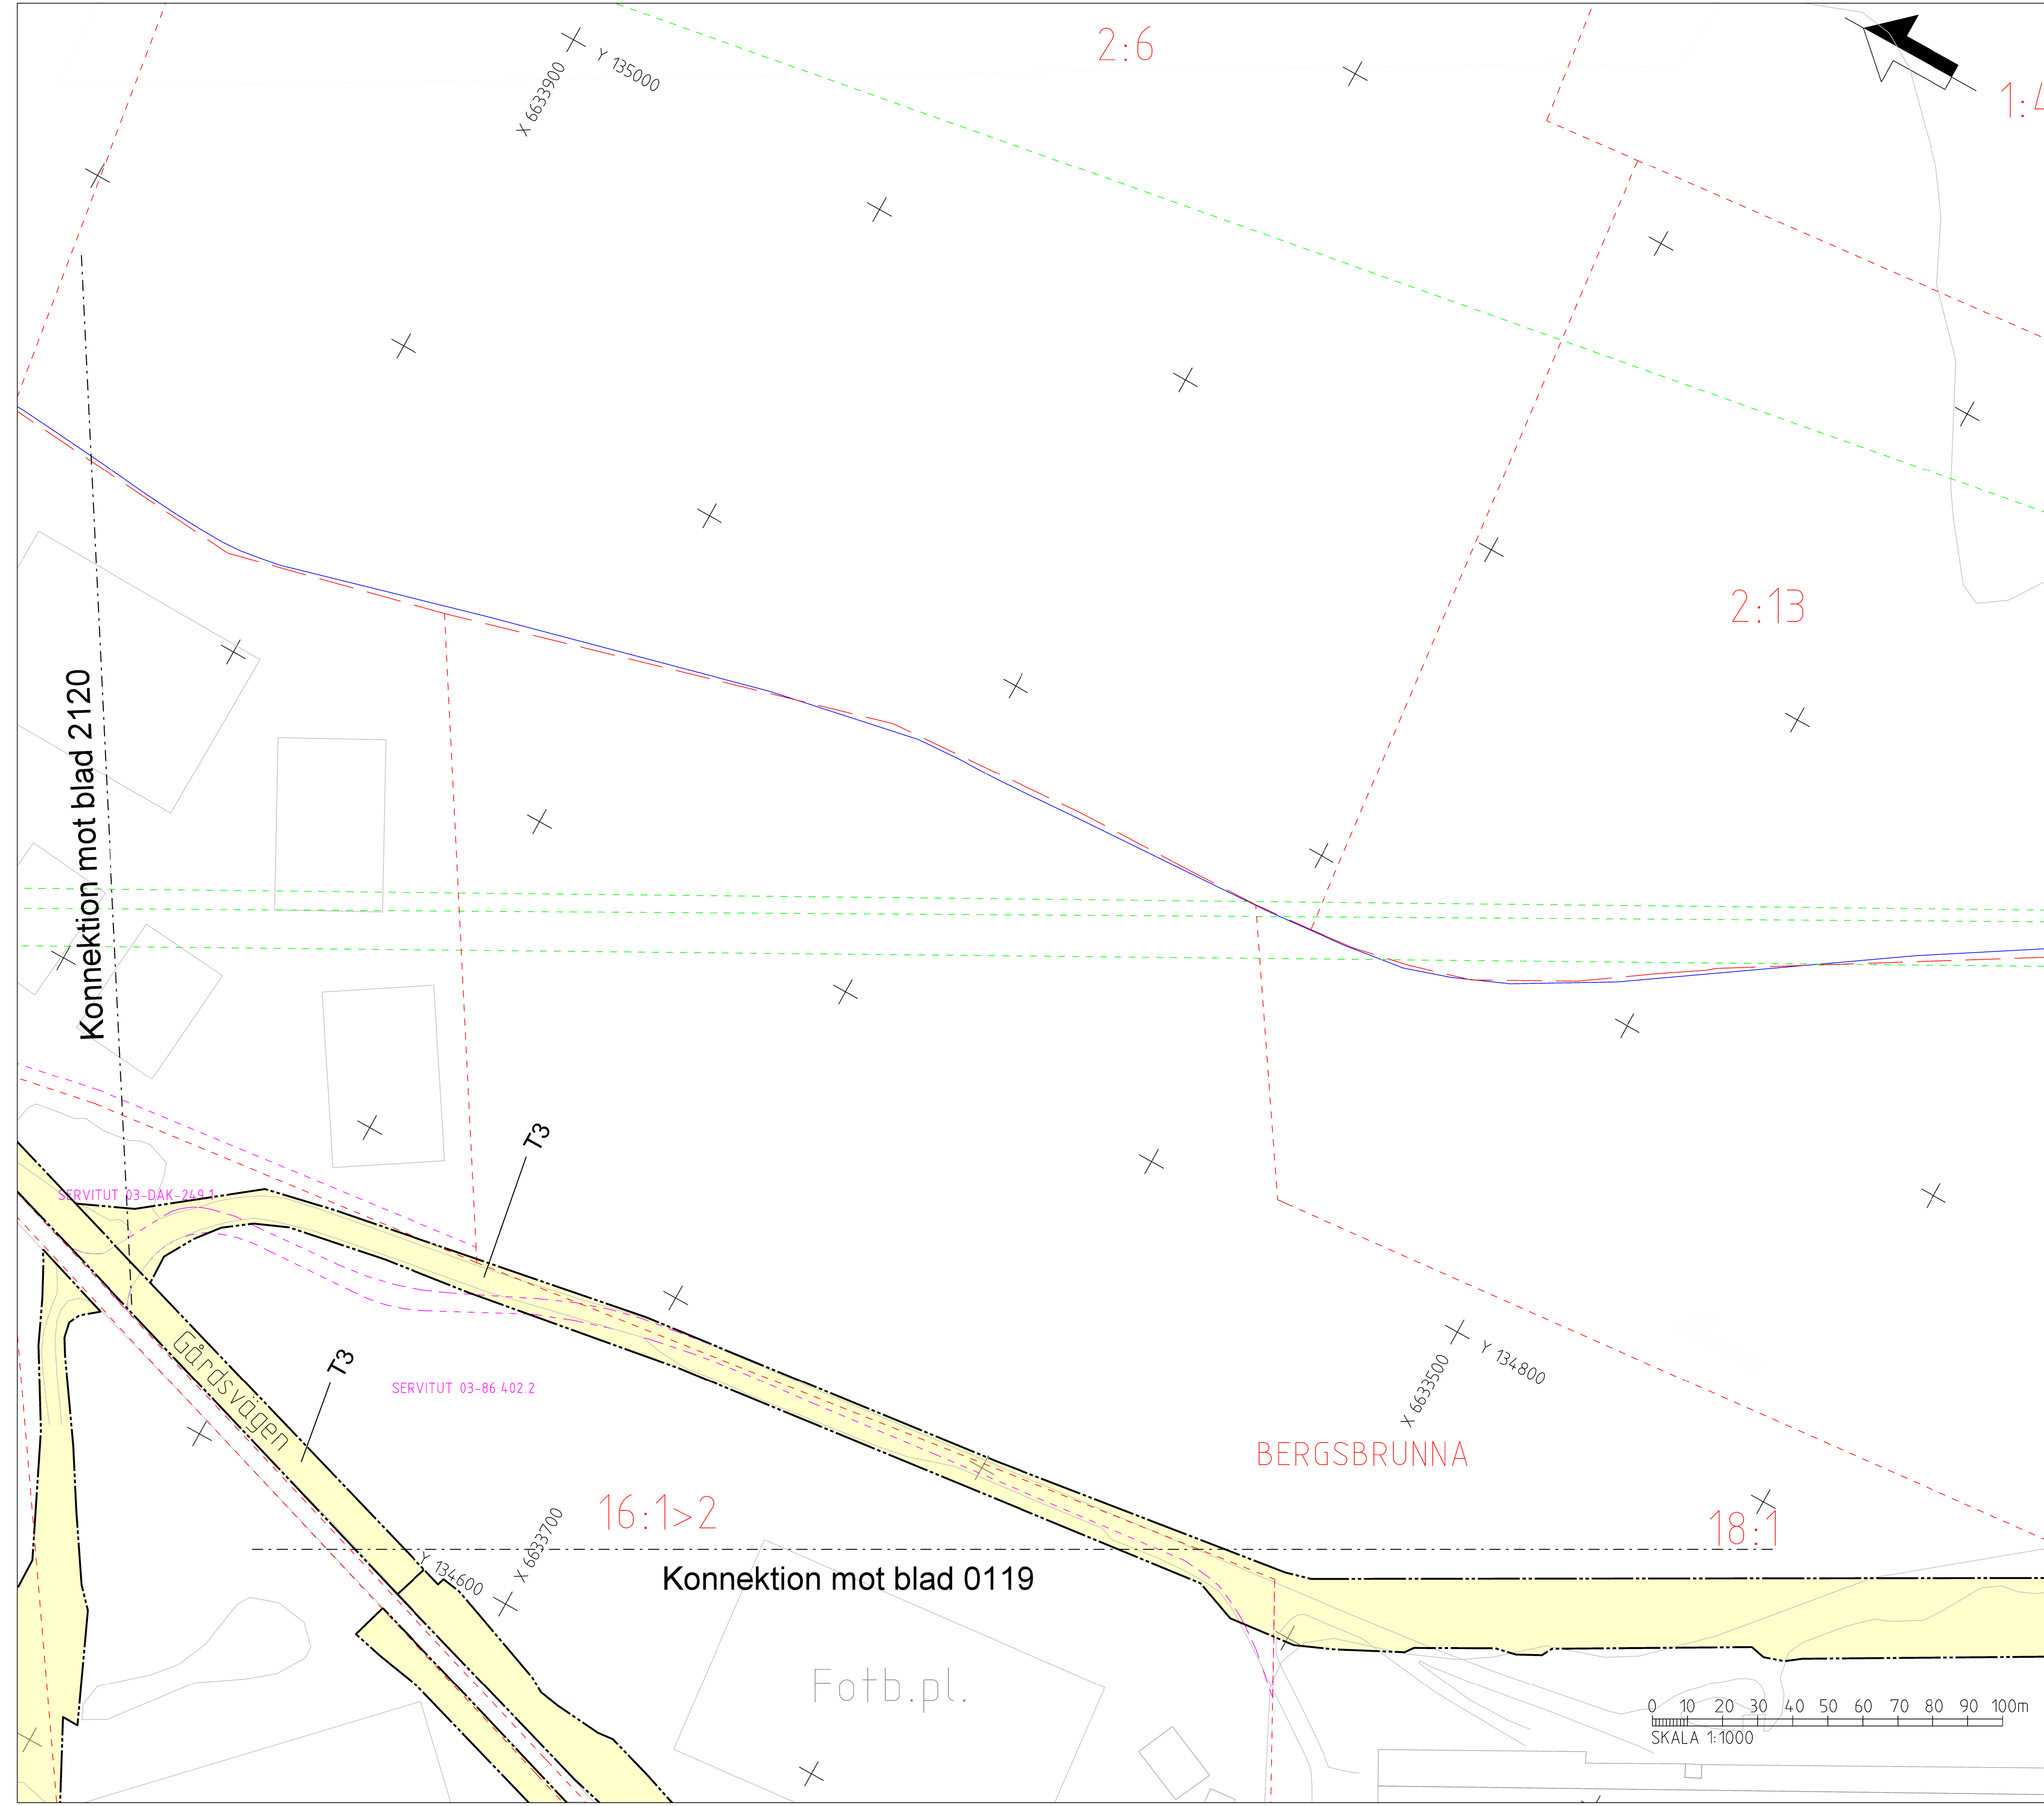 2:6
Y 135000
X 6633900
2:13
Konnektion mot blad 2120
T3
SERVITUT 03-DAK-249.1
Gårdsvägen
T3
SERVITUT 03-86.402.2
Y 134800
X 6633500
BERGSBRUNNA
16:1>2
18:1
X 6633700
Y 134600
Konnektion mot blad 0119
Fotb.pl.
0 10 20 30 40 50 60 70 80 90 100m
SKALA 1:1000